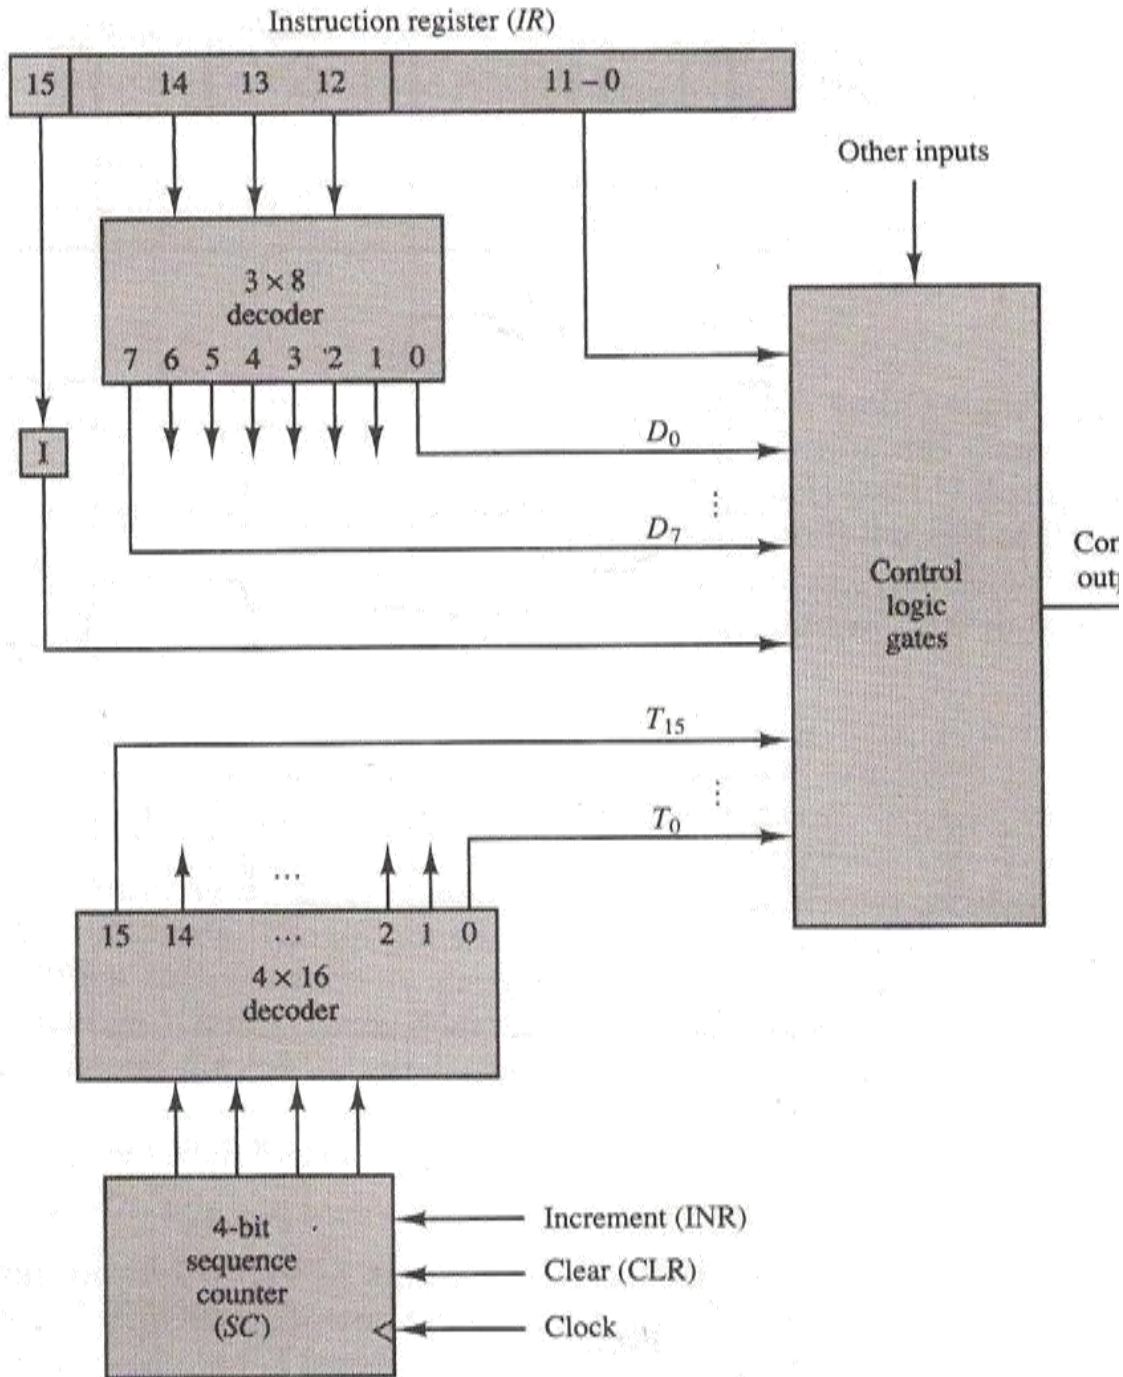 Instruction register (IR)
15 14 13 12 11 – 0
Other inputs
3 × 8
decoder
7 6 5 4 3 2 1 0
I
D0
⋮
D7
Control
logic
gates
T15
⋮
T0
...
15 14 ... 2 1 0
4 × 16
decoder
4-bit
sequence
counter
(SC)
Increment (INR)
Clear (CLR)
Clock